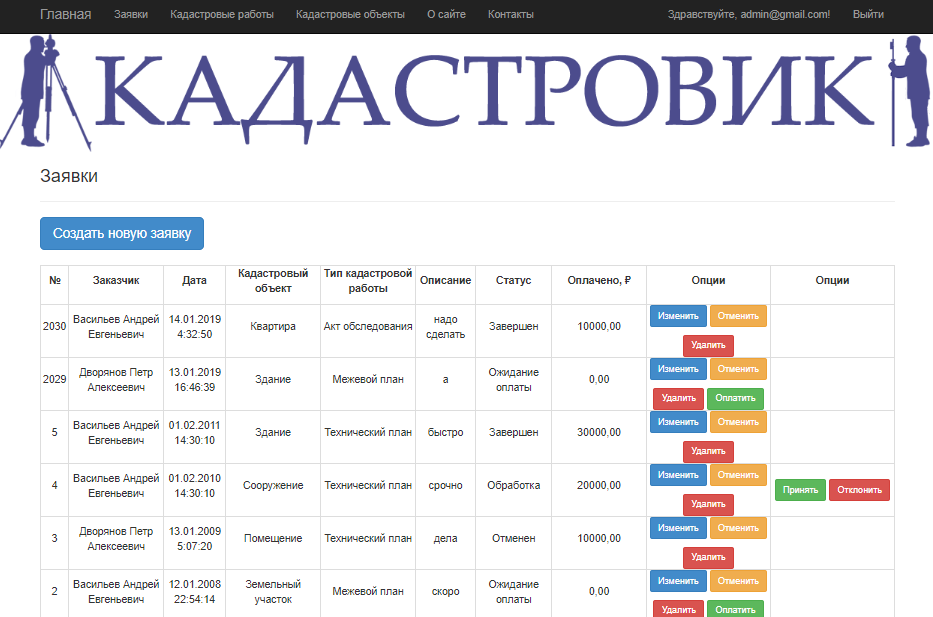 Главная Заявки Кадастровые работы Кадастровые объекты О сайте Контакты Здравствуйте, admin@gmail.com! Выйти
КАДАСТРОВИК
Заявки
Создать новую заявку
№ Заказчик Дата Кадастровый объект Тип кадастровой работы Описание Статус Оплачено, ₽ Опции Опции
2030 Васильев Андрей Евгеньевич 14.01.2019 4:32:50 Квартира Акт обследования надо сделать Завершен 10000,00 Изменить Отменить Удалить
2029 Дворянов Петр Алексеевич 13.01.2019 16:46:39 Здание Межевой план а Ожидание оплаты 0,00 Изменить Отменить Удалить Оплатить
5 Васильев Андрей Евгеньевич 01.02.2011 14:30:10 Здание Технический план быстро Завершен 30000,00 Изменить Отменить Удалить
4 Васильев Андрей Евгеньевич 01.02.2010 14:30:10 Сооружение Технический план срочно Обработка 20000,00 Изменить Отменить Удалить Принять Отклонить
3 Дворянов Петр Алексеевич 13.01.2009 5:07:20 Помещение Технический план дела Отменен 10000,00 Изменить Отменить Удалить
2 Васильев Андрей Евгеньевич 12.01.2008 22:54:14 Земельный участок Межевой план скоро Ожидание оплаты 0,00 Изменить Отменить Удалить Оплатить